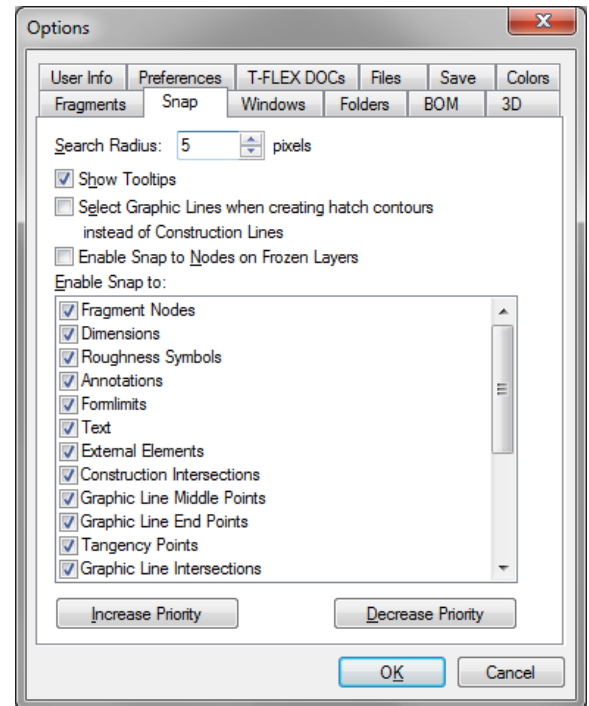 Options
User Info Preferences T-FLEX DOCs Files Save Colors
Fragments Snap Windows Folders BOM 3D
Search Radius: 5 pixels
Show Tooltips
Select Graphic Lines when creating hatch contours
instead of Construction Lines
Enable Snap to Nodes on Frozen Layers
Enable Snap to:
Fragment Nodes
Dimensions
Roughness Symbols
Annotations
Formlimits
Text
External Elements
Construction Intersections
Graphic Line Middle Points
Graphic Line End Points
Tangency Points
Graphic Line Intersections
Increase Priority Decrease Priority
OK Cancel